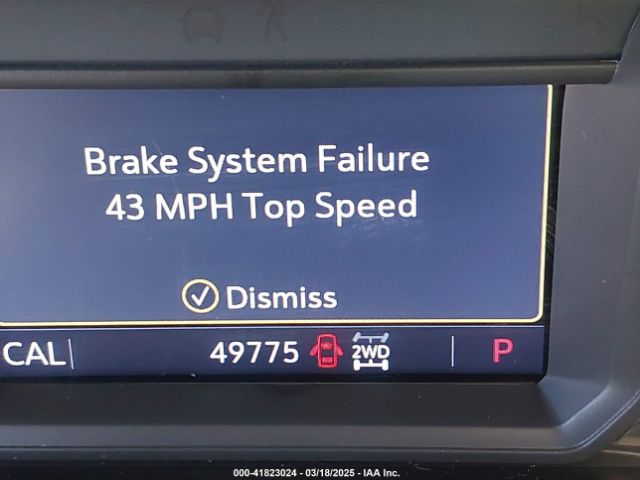 Brake System Failure
43 MPH Top Speed
Dismiss
CAL 49775 2WD P
000-41823024 - 03/18/2025 - IAA Inc.